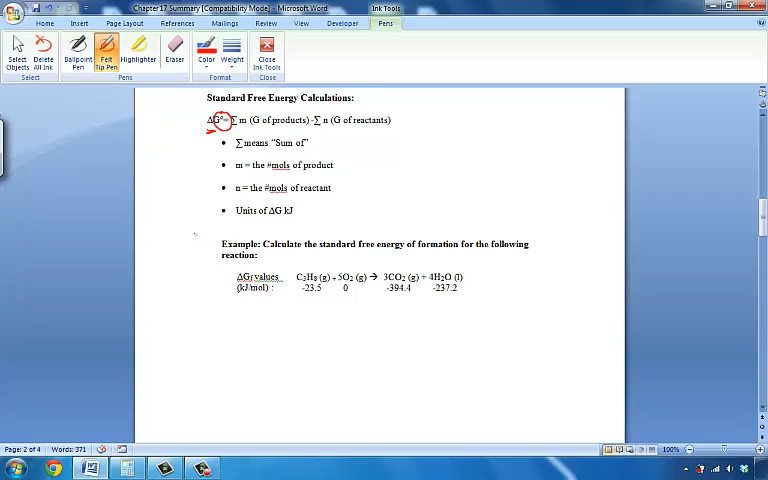 Chapter 17 Summary [Compatibility Mode] - Microsoft Word
Ink Tools
Home Insert Page Layout References Mailings Review View Developer Pens
Select Objects
Delete All Ink
Ballpoint Pen
Felt Tip Pen
Highlighter
Eraser
Color
Weight
Close Ink Tools
Select
Pens
Format
Close
Standard Free Energy Calculations:
ΔG°=∑ m (G of products) -∑ n (G of reactants)
• ∑ means “Sum of”
• m = the #mols of product
• n = the #mols of reactant
• Units of ΔG kJ
Example: Calculate the standard free energy of formation for the following
reaction:
ΔGf values C3H8 (g) + 5O2 (g) → 3CO2 (g) + 4H2O (l)
(kJ/mol) : -23.5 0 -394.4 -237.2
Page: 2 of 4 Words: 371
100%
1:16 PM